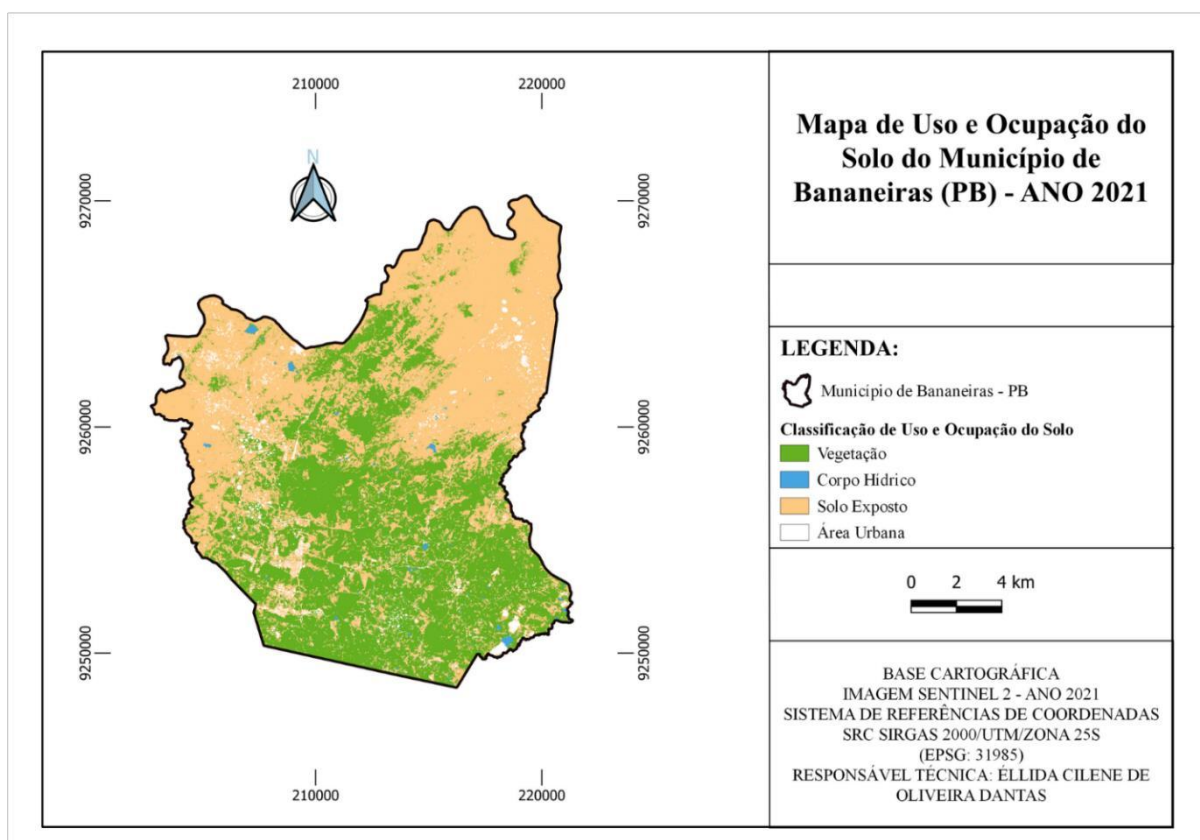 210000
220000
N
9270000
9270000
9260000
9260000
9250000
9250000
210000
220000
Mapa de Uso e Ocupação do
Solo do Município de
Bananeiras (PB) - ANO 2021
LEGENDA:
Município de Bananeiras - PB
Classificação de Uso e Ocupação do Solo
Vegetação
Corpo Hídrico
Solo Exposto
Área Urbana
0 2 4 km
BASE CARTOGRÁFICA
IMAGEM SENTINEL 2 - ANO 2021
SISTEMA DE REFERÊNCIAS DE COORDENADAS
SRC SIRGAS 2000/UTM/ZONA 25S
(EPSG: 31985)
RESPONSÁVEL TÉCNICA: ÉLLIDA CILENE DE
OLIVEIRA DANTAS